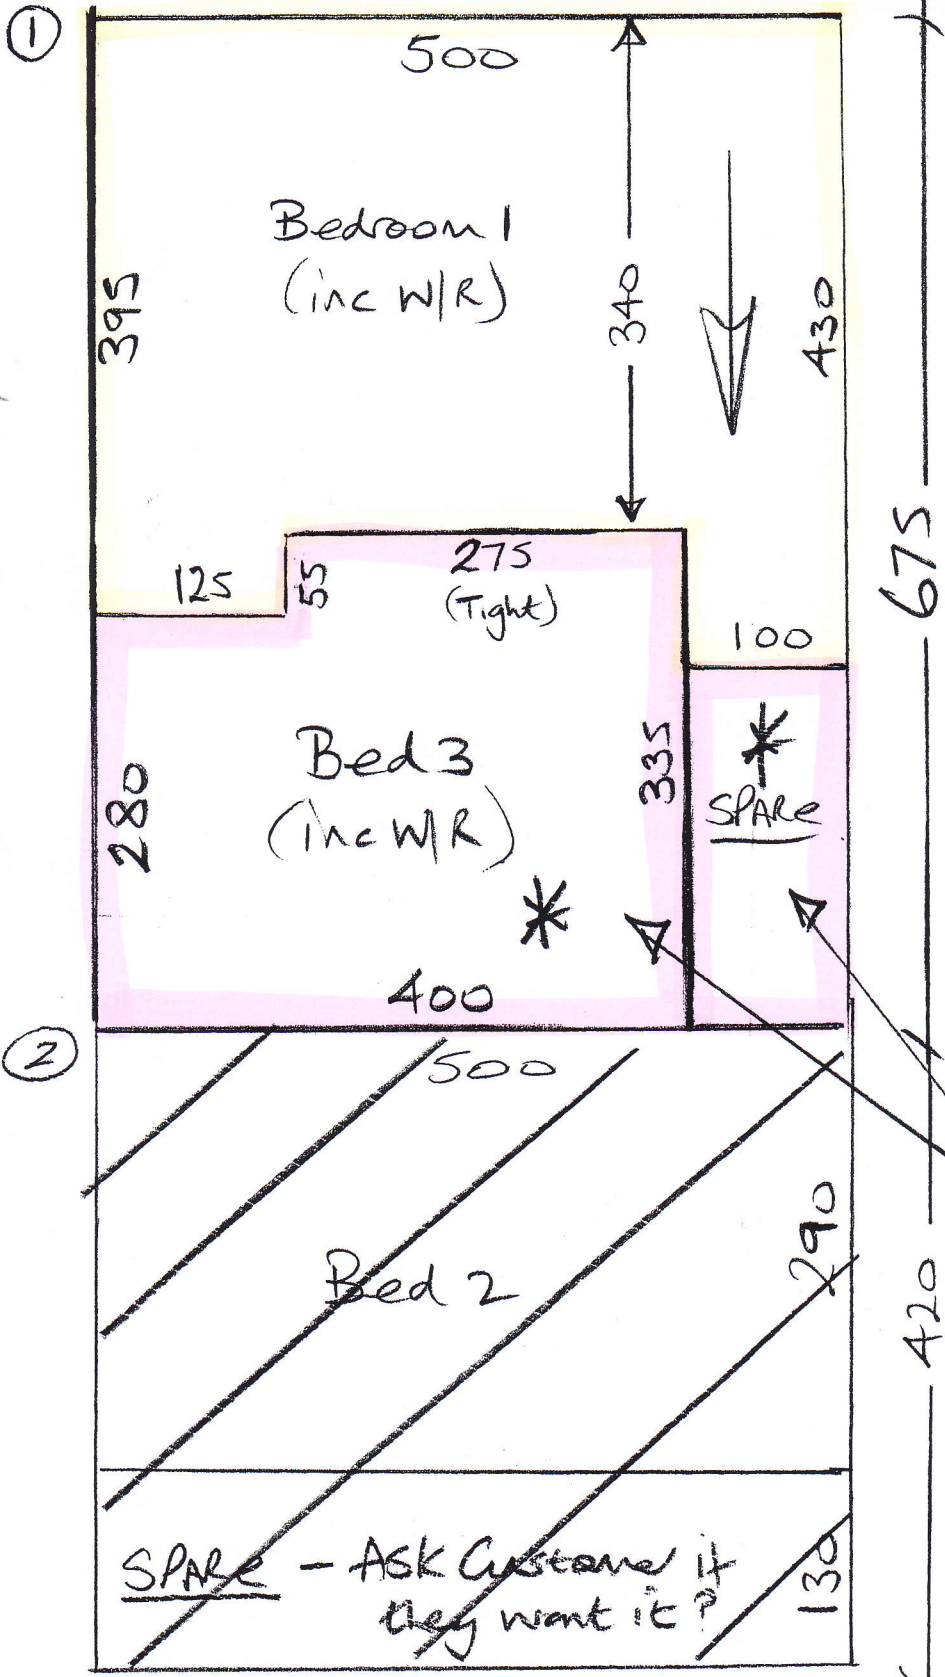 1
500
Bedroom 1
(inc W/R)
395
340
430
675
125
55
275
(Tight)
100
Bed 3
(inc W/R)
280
335
SPARe
400
2
500
Bed 2
290
420
SPARe - Ask Customer if
they want it?
130